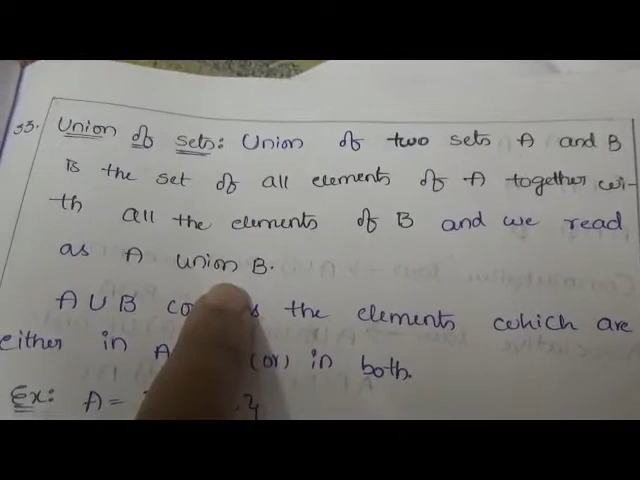 33. Union of sets: Union of two sets A and B
is the set of all elements of A together wi-
th all the elements of B and we read
as A union B.
A ∪ B the elements which are
either in A (or) in both.
Ex: A =